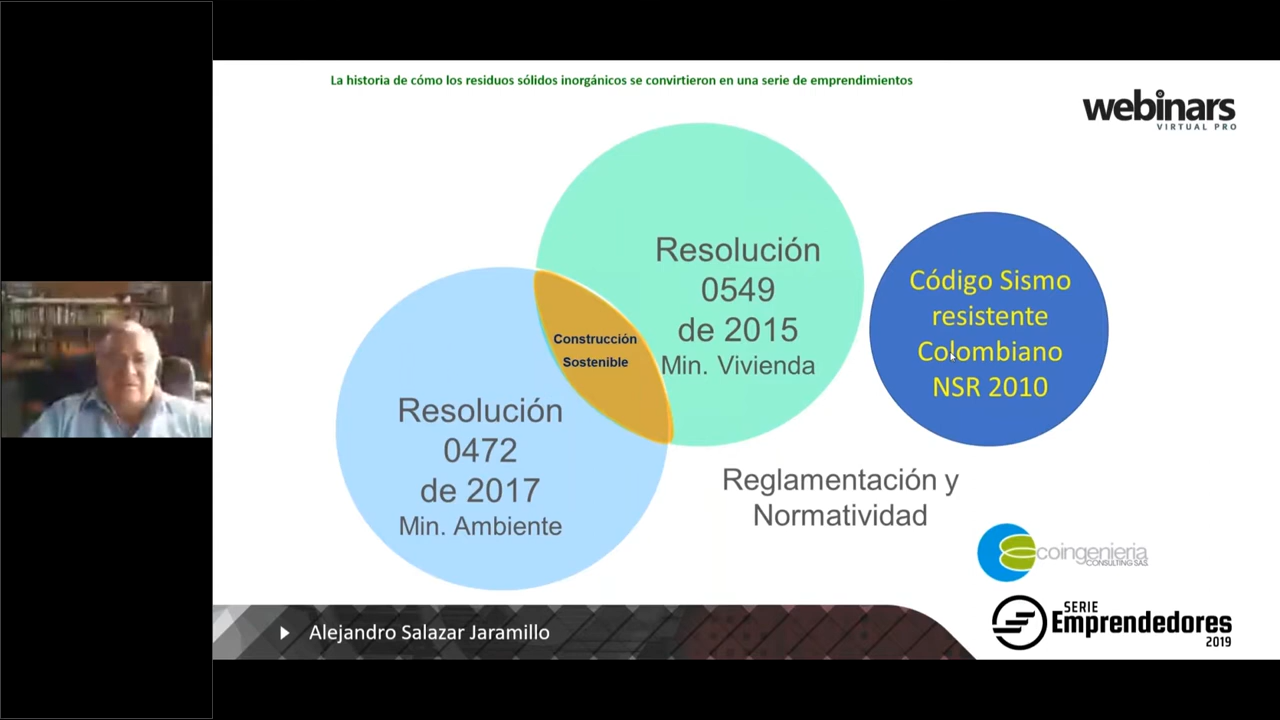 La historia de cómo los residuos sólidos inorgánicos se convirtieron en una serie de emprendimientos
webinars
VIRTUAL PRO
Resolución
0549
de 2015
Min. Vivienda
Código Sismo
resistente
Colombiano
NSR 2010
Construcción
Sostenible
Resolución
0472
de 2017
Min. Ambiente
Reglamentación y
Normatividad
ecoingenieria
CONSULTING SAS
SERIE
Emprendedores
2019
Alejandro Salazar Jaramillo